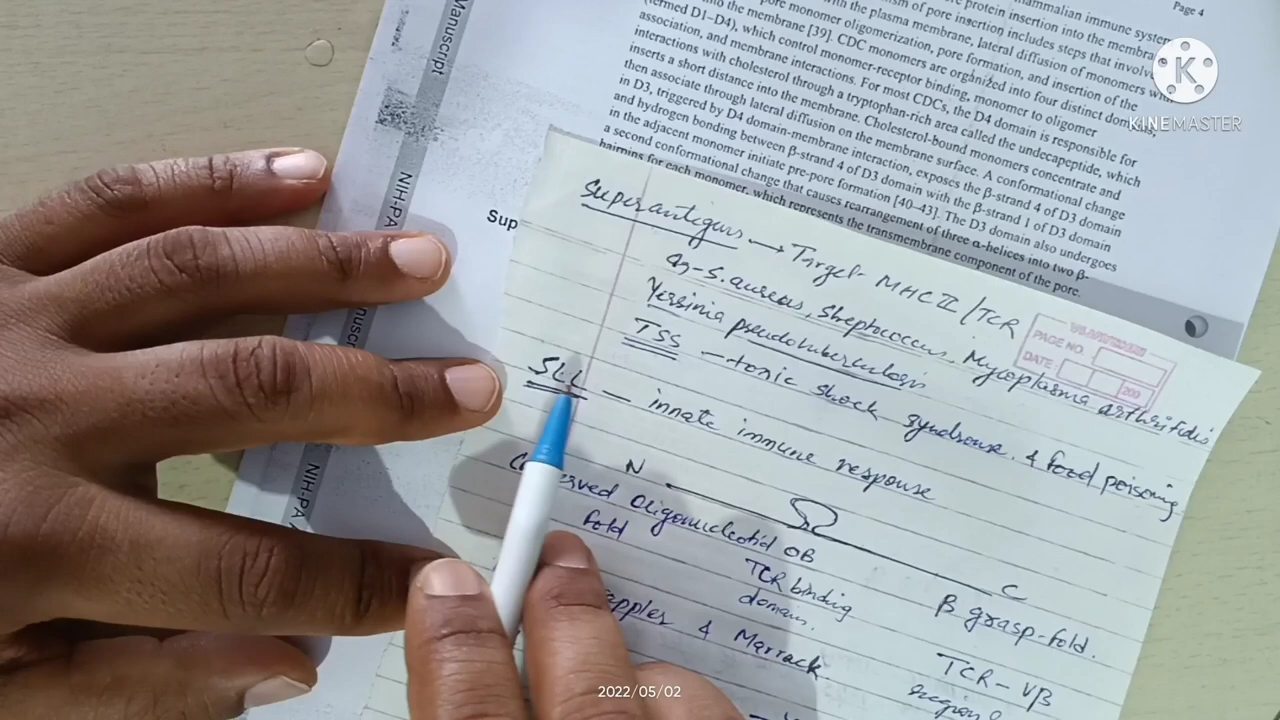 Page 4
mammalian immune system
protein insertion into the membrane
of pore insertion includes steps that involve
with the plasma membrane, lateral diffusion of monomers with
pore monomer oligomerization, pore formation, and insertion of the
into the membrane [39]. CDC monomers are organized into four distinct domains
(termed D1–D4), which control monomer-receptor binding, monomer to oligomer
association, and membrane interactions. For most CDCs, the D4 domain is responsible for
interactions with cholesterol through a tryptophan-rich area called the undecapeptide, which
inserts a short distance into the membrane. Cholesterol-bound monomers concentrate and
then associate through lateral diffusion on the membrane surface. A conformational change
in D3, triggered by D4 domain-membrane interaction, exposes the β-strand 4 of D3 domain
and hydrogen bonding between β-strand 4 of D3 domain with the β-strand 1 of D3 domain
in the adjacent monomer initiate pre-pore formation [40–43]. The D3 domain also undergoes
a second conformational change that causes rearrangement of three α-helices into two β-
hairpins for each monomer, which represents the transmembrane component of the pore.
Manuscript
NIH-PA
nuscript
NIH-PA
Sup
KINEMASTER
Superantigens → Target- MHC II / TCR
S. aureus, Streptococcus, Mycoplasma arthritidis
Yersinia pseudotuberculosis
TSS - toxic shock syndrome. & food poisoning
PAGE NO.
DATE:
200
SLL - innate immune response
N
C
Oligonucleotid OB
fold
TCR binding
domain.
β grasp-fold.
& Marrack.
TCR - Vβ
region
2022/05/02